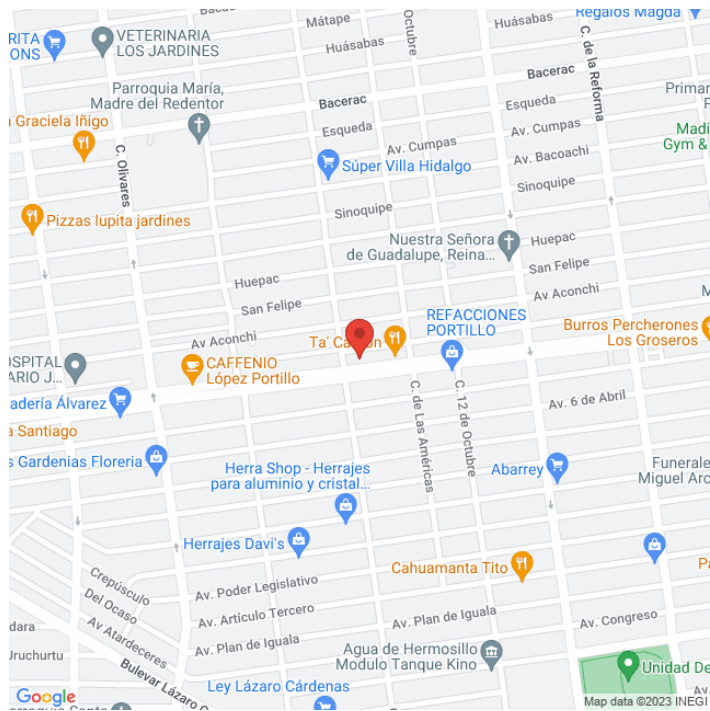 Bacu
Mátape
Octubre
Huásabas
Regalos Magda
RITA
ONS
VETERINARIA
LOS JARDINES
Huásabas
C. de la Reforma
Bacerac
Parroquia María,
Madre del Redentor
Bacerac
Esqueda
Primar
Graciela Iñigo
Esqueda
Av. Cumpas
Madi
Gym &
C. Olivares
Av. Cumpas
Av. Bacoachi
Súper Villa Hidalgo
Sinoquipe
Pizzas lupita jardines
Sinoquipe
Nuestra Señora
de Guadalupe, Reina...
Huepac
Huepac
San Felipe
San Felipe
Av Aconchi
REFACCIONES
PORTILLO
Av Aconchi
Burros Percherones
Los Groseros
OSPITAL
ARIO J...
CAFFENIO
López Portillo
adería Álvarez
C. de Las Américas
C. 12 de Octubre
Av. 6 de Abril
a Santiago
s Gardenias Floreria
Herra Shop - Herrajes
para aluminio y cristal...
Abarrey
Funerale
Miguel Arc
Herrajes Davi's
Crepúsculo
Cahuamanta Tito
Pa
Av. Poder Legislativo
Del Ocaso
Av. Artículo Tercero
Av. Plan de Iguala
Av. Congreso
dara
Av Atardeceres
Av. Plan de Iguala
Uruchurtu
Agua de Hermosillo
Modulo Tanque Kino
Bulevar Lázaro C
Unidad De
Ley Lázaro Cárdenas
Google
Map data ©2023 INEGI